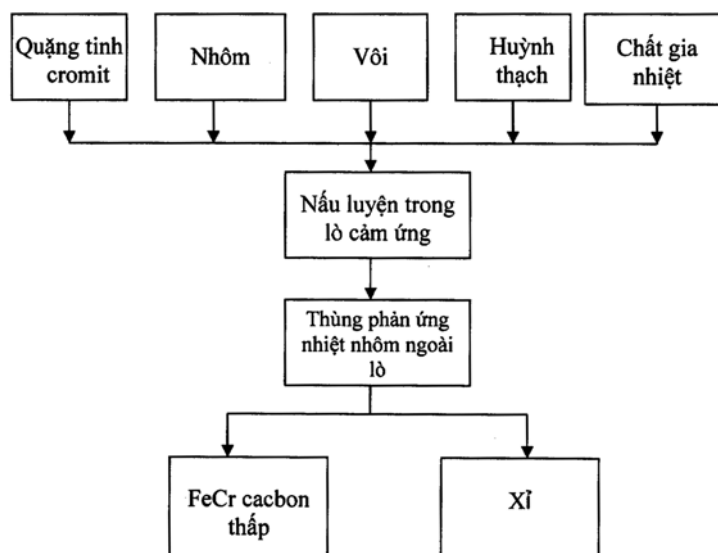 Quặng tinh
cromit
Nhôm
Vôi
Huỳnh
thạch
Chất gia
nhiệt
Nấu luyện trong
lò cảm ứng
Thùng phản ứng
nhiệt nhôm ngoài
lò
FeCr cacbon
thấp
Xỉ